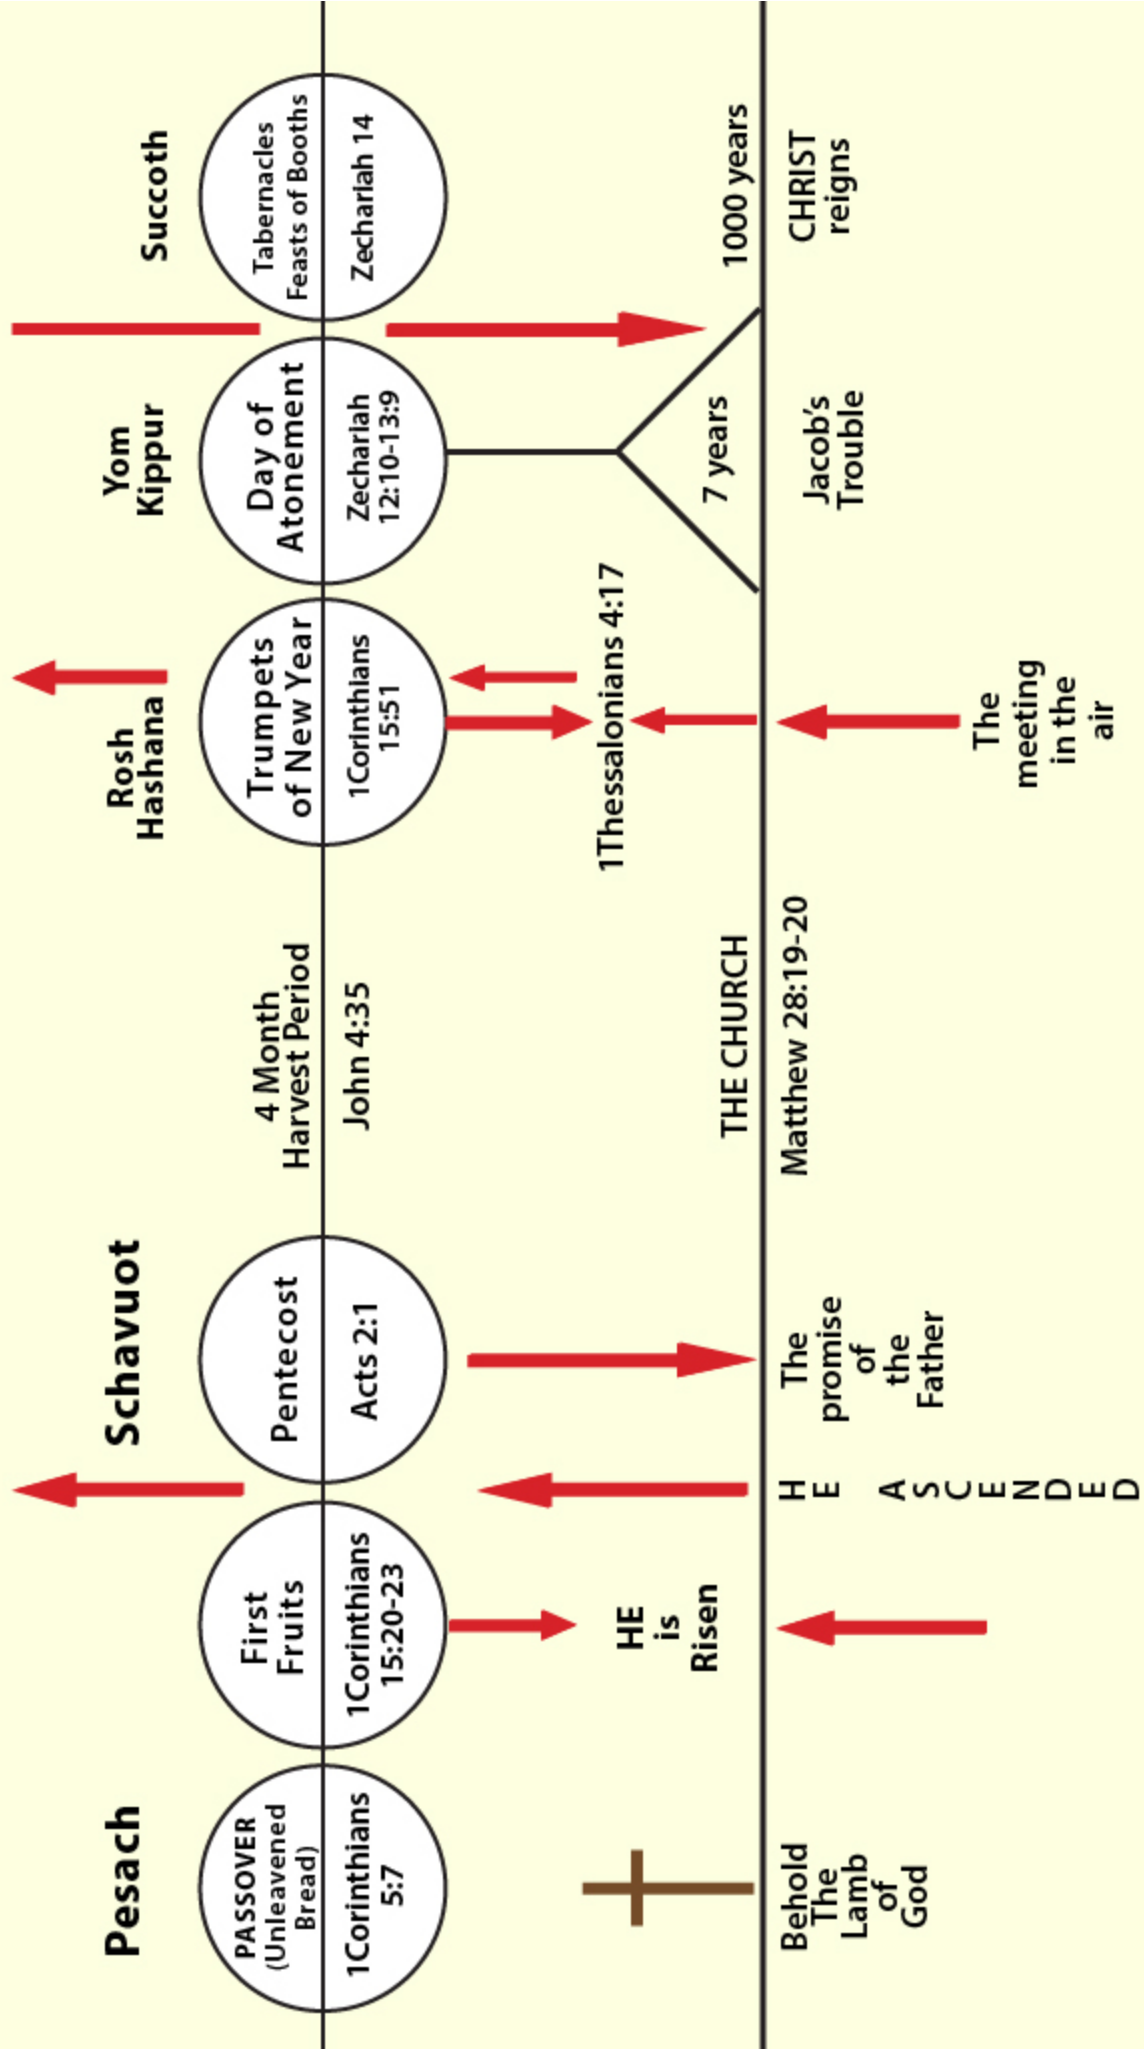 Pesach
Schavuot
Rosh
Hashana
Yom
Kippur
Succoth
PASSOVER
(Unleavened
Bread)
1Corinthians
5:7
First
Fruits
1Corinthians
15:20-23
Pentecost
Acts 2:1
4 Month
Harvest Period
John 4:35
Trumpets
of New Year
1Corinthians
15:51
Day of
Atonement
Zechariah
12:10-13:9
Tabernacles
Feasts of Booths
Zechariah 14
HE
is
Risen
1Thessalonians 4:17
THE CHURCH
7 years
1000 years
Behold
The
Lamb
of
God
HE ASCENDED
The
promise
of
the
Father
Matthew 28:19-20
The
meeting
in the
air
Jacob's
Trouble
CHRIST
reigns